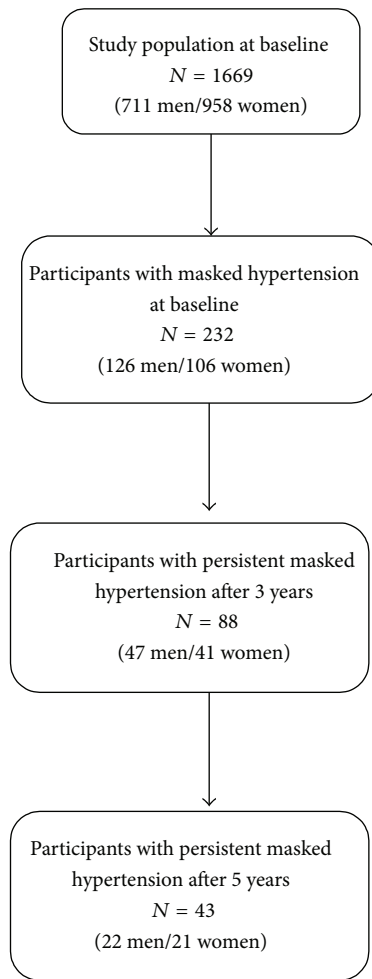 Study population at baseline
N = 1669
(711 men/958 women)
Participants with masked hypertension
at baseline
N = 232
(126 men/106 women)
Participants with persistent masked
hypertension after 3 years
N = 88
(47 men/41 women)
Participants with persistent masked
hypertension after 5 years
N = 43
(22 men/21 women)